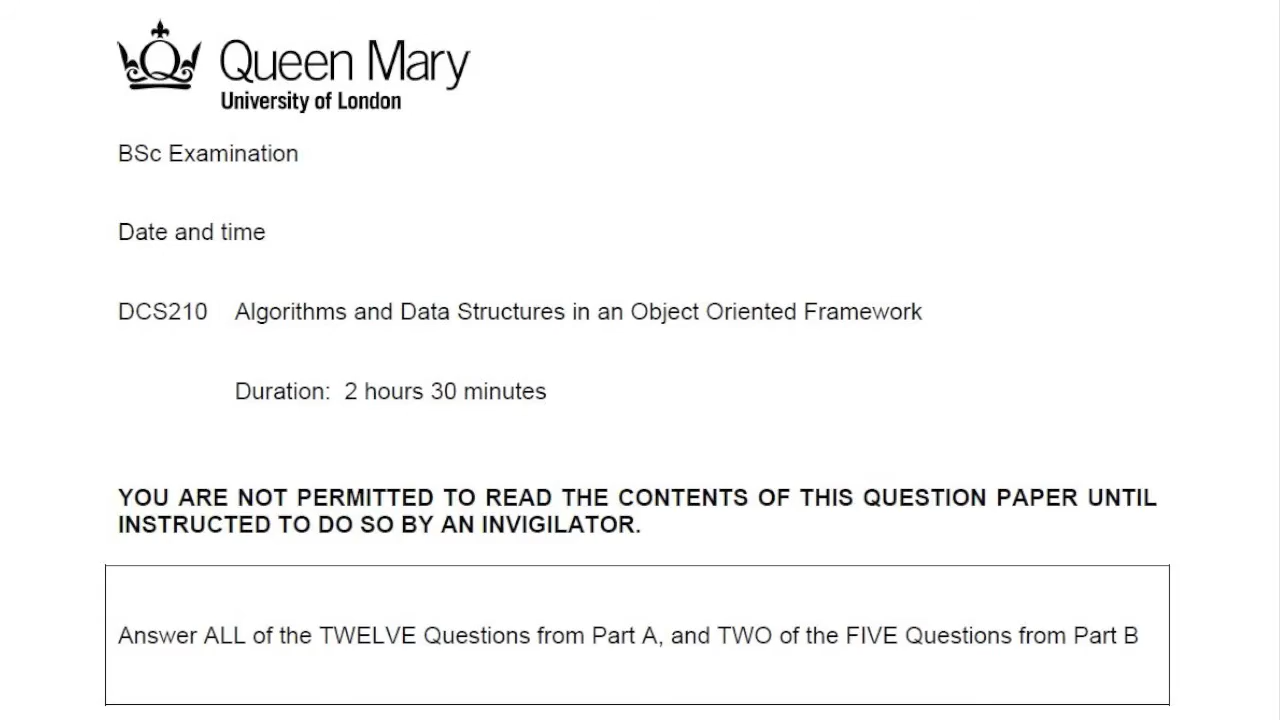 Queen Mary
University of London
BSc Examination
Date and time
DCS210 Algorithms and Data Structures in an Object Oriented Framework
Duration: 2 hours 30 minutes
YOU ARE NOT PERMITTED TO READ THE CONTENTS OF THIS QUESTION PAPER UNTIL
INSTRUCTED TO DO SO BY AN INVIGILATOR.
Answer ALL of the TWELVE Questions from Part A, and TWO of the FIVE Questions from Part B